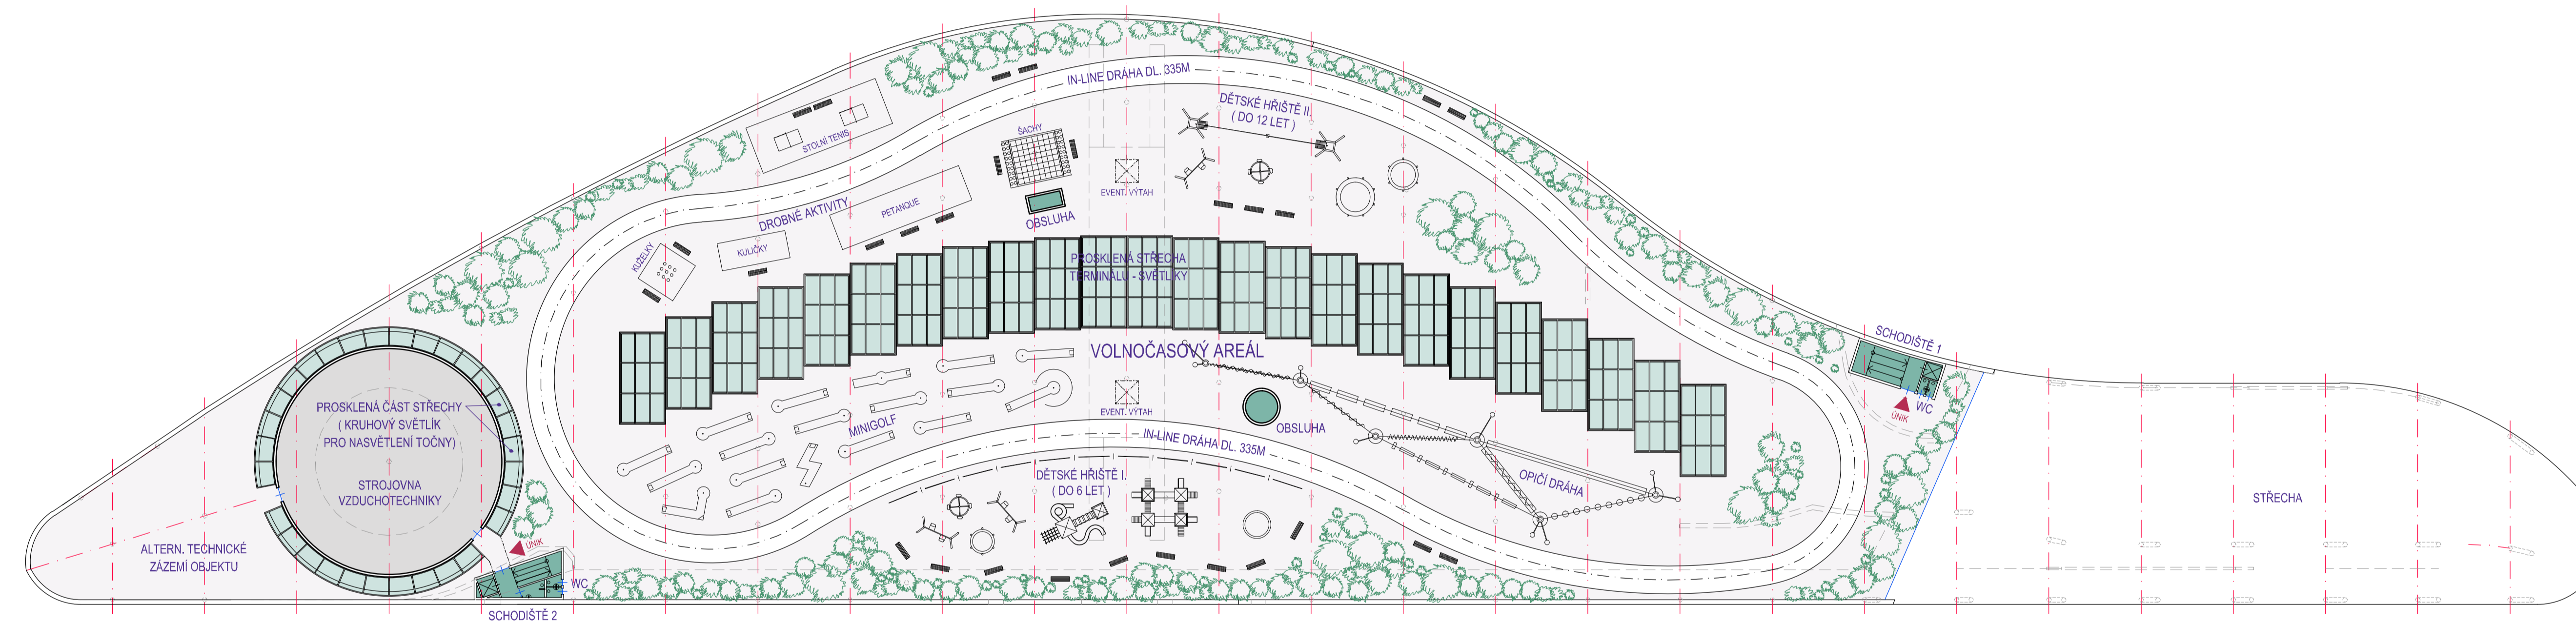 IN-LINE DRÁHA DL. 335M
DĚTSKÉ HŘIŠTĚ II.
( DO 12 LET )
STOLNÍ TENIS
ŠACHY
EVENT. VÝTAH
OBSLUHA
PETANQUE
DROBNÉ AKTIVITY
KULIČKY
KUŽELKY
PROSKLENÁ STŘECHA
TERMINÁLU - SVĚTLÍKY
VOLNOČASOVÝ AREÁL
SCHODIŠTĚ 1
WC
ÚNIK
PROSKLENÁ ČÁST STŘECHY
( KRUHOVÝ SVĚTLÍK
PRO NASVĚTLENÍ TOČNY)
STROJOVNA
VZDUCHOTECHNIKY
MINIGOLF
EVENT. VÝTAH
OBSLUHA
IN-LINE DRÁHA DL. 335M
DĚTSKÉ HŘIŠTĚ I.
( DO 6 LET )
OPIČÍ DRÁHA
STŘECHA
ALTERN. TECHNICKÉ
ZÁZEMÍ OBJEKTU
ÚNIK
WC
SCHODIŠTĚ 2